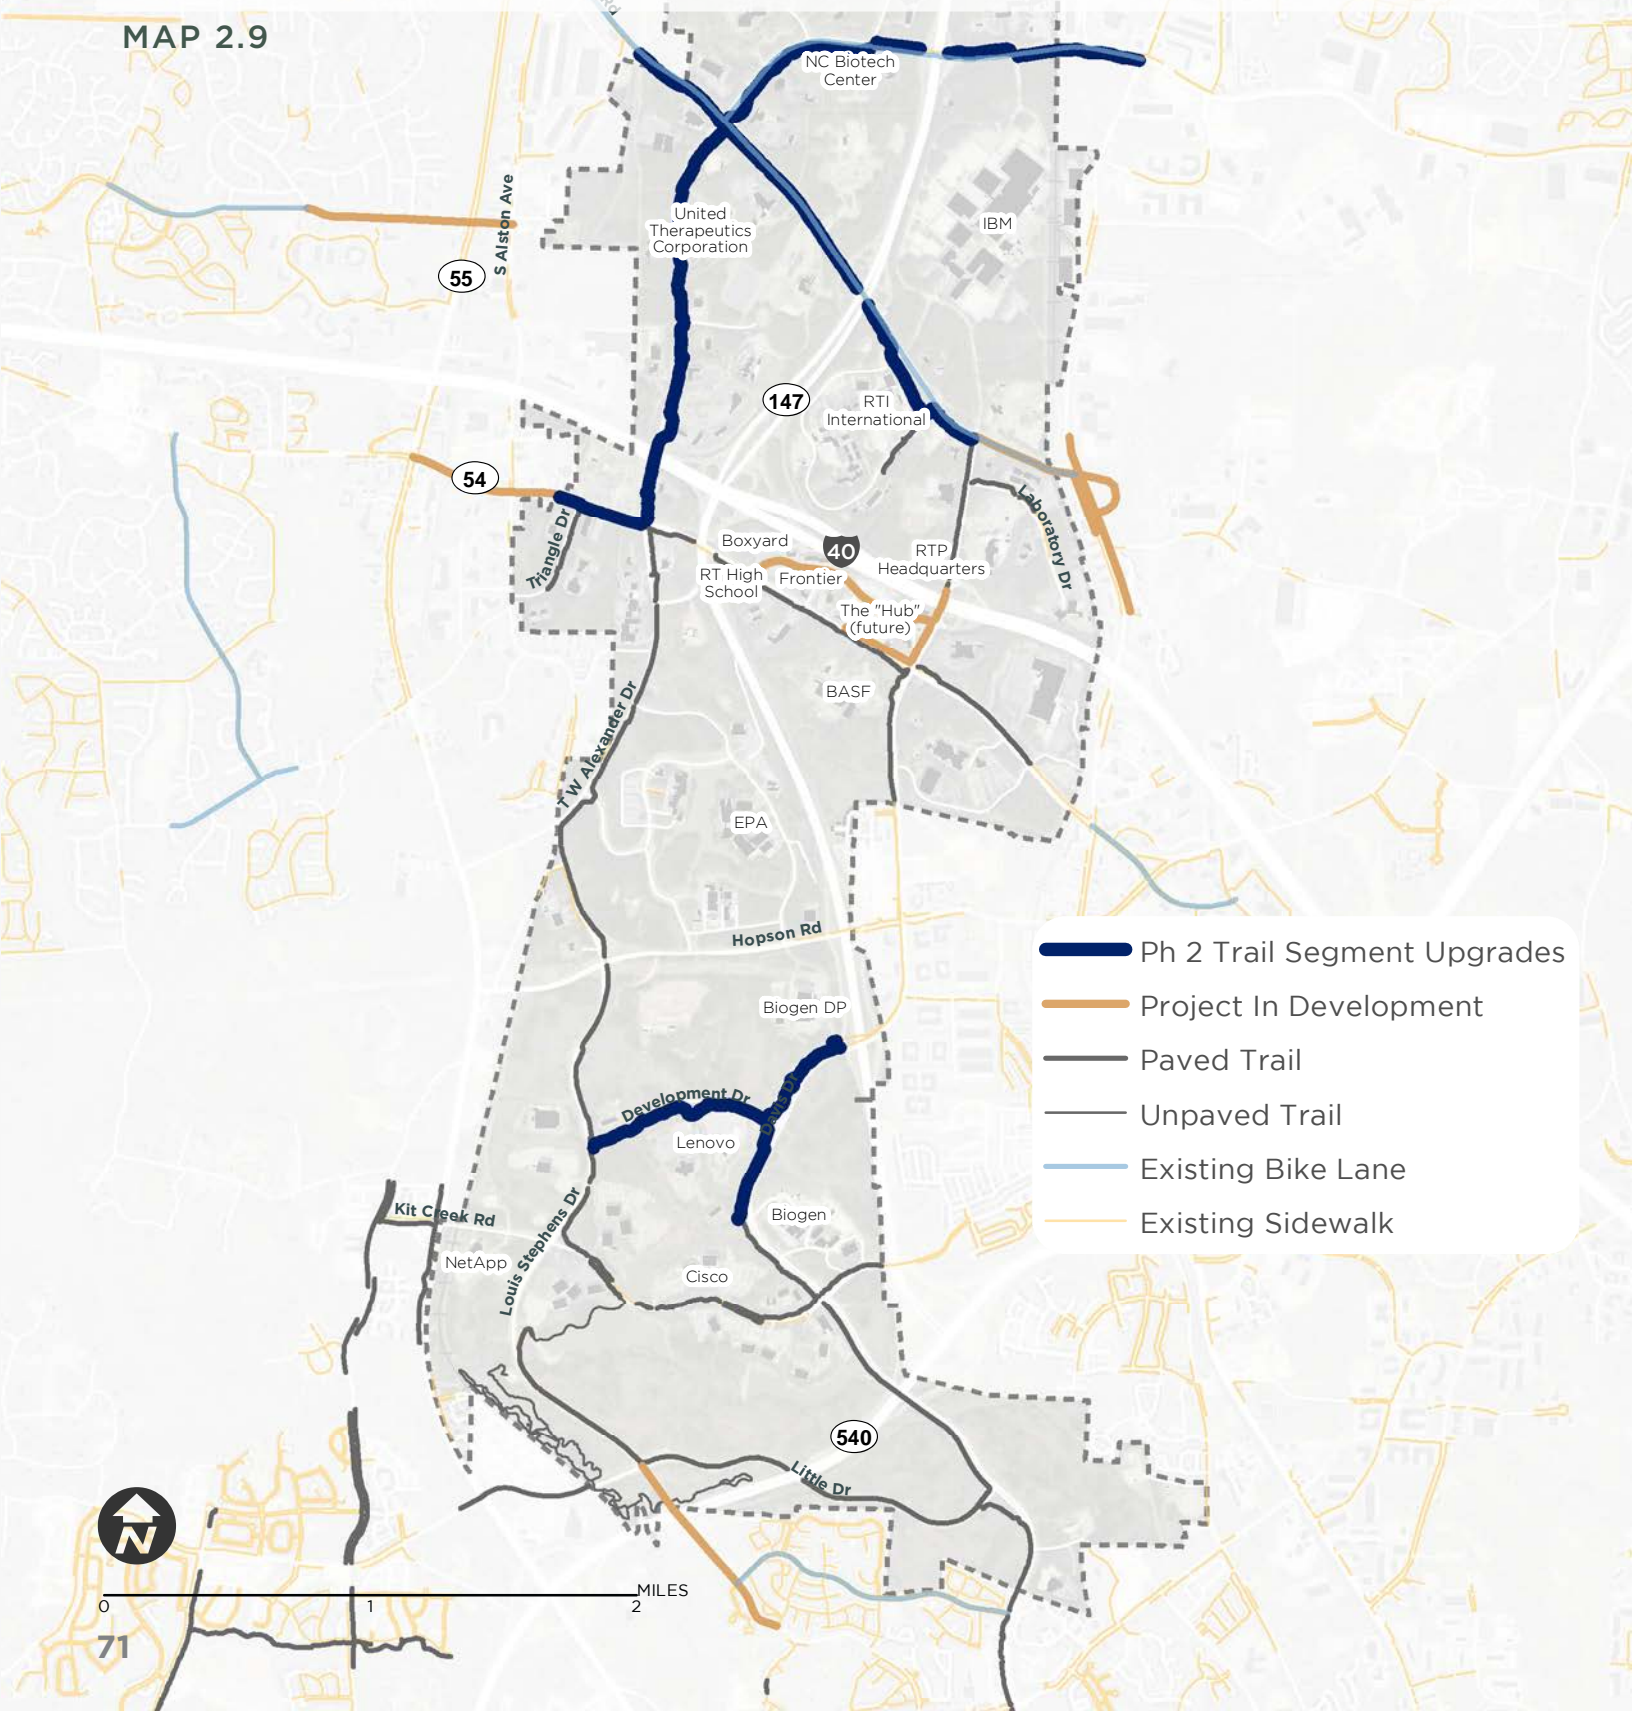 Rd
MAP 2.9
NC Biotech
Center
S Alston Ave
United
Therapeutics
Corporation
IBM
55
147
RTI
International
54
Laboratory Dr
Triangle Dr
Boxyard
40
RTP
Headquarters
RT High
School
Frontier
The "Hub"
(future)
BASF
T W Alexander Dr
EPA
Hopson Rd
Ph 2 Trail Segment Upgrades
Biogen DP
Project In Development
Paved Trail
Development Dr
Davis Dr
Unpaved Trail
Lenovo
Existing Bike Lane
Kit Creek Rd
Biogen
Existing Sidewalk
Louis Stephens Dr
NetApp
Cisco
540
Little Dr
N
MILES
0
1
2
71